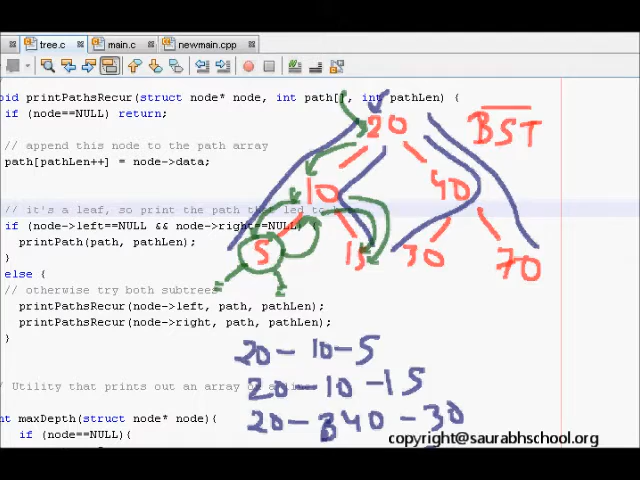 tree.c main.c newmain.cpp
oid printPathsRecur(struct node* node, int path[], int pathLen) {
if (node==NULL) return;
// append this node to the path array
path[pathLen++] = node->data;
// it's a leaf, so print the path that led to
if (node->left==NULL && node->right==NULL) {
printPath(path, pathLen);
}
else {
// otherwise try both subtrees
printPathsRecur(node->left, path, pathLen);
printPathsRecur(node->right, path, pathLen);
}
// Utility that prints out an array
nt maxDepth(struct node* node){
if (node==NULL){
BST
20
10 40
5 15 30 70
20 - 10 - 5
20 - 10 - 15
20 - 40 - 30
copyright@saurabhschool.org